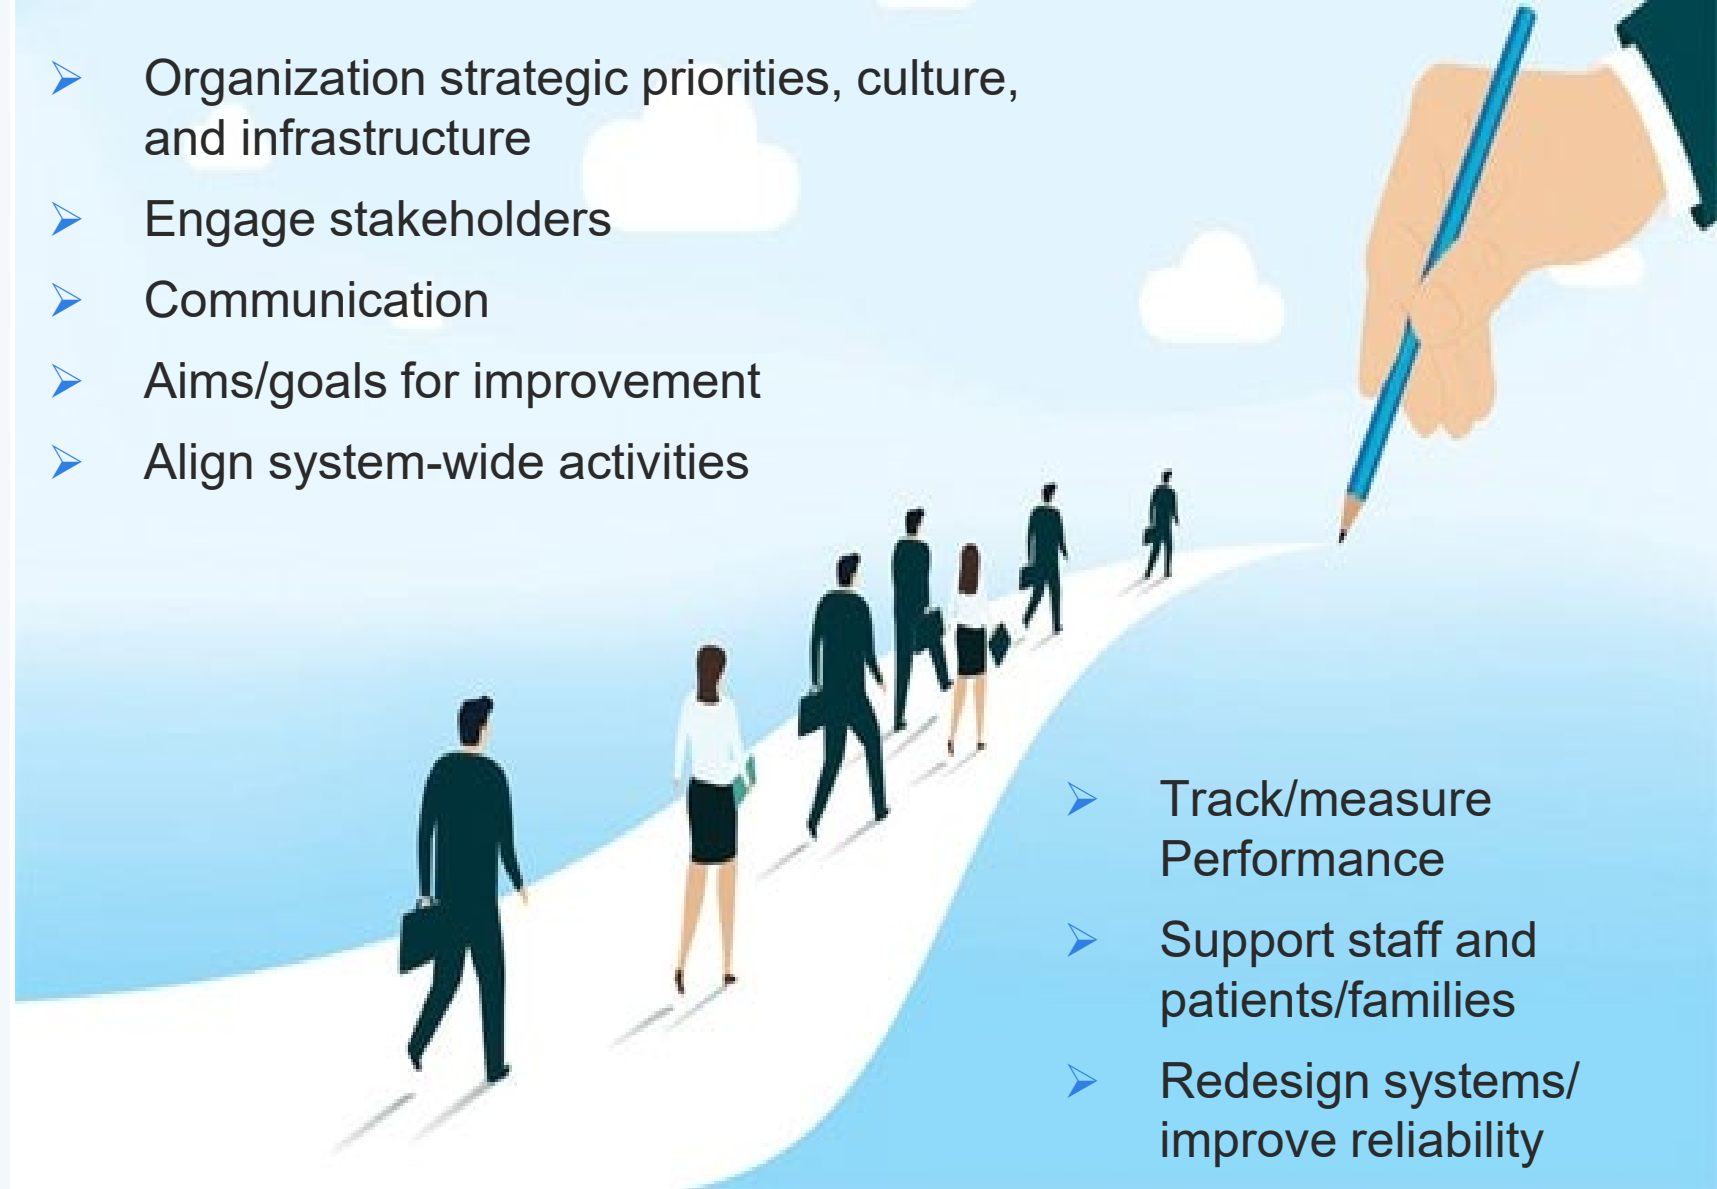 Organization strategic priorities, culture,
and infrastructure
Engage stakeholders
Communication
Aims/goals for improvement
Align system-wide activities
Track/measure
Performance
Support staff and
patients/families
Redesign systems/
improve reliability